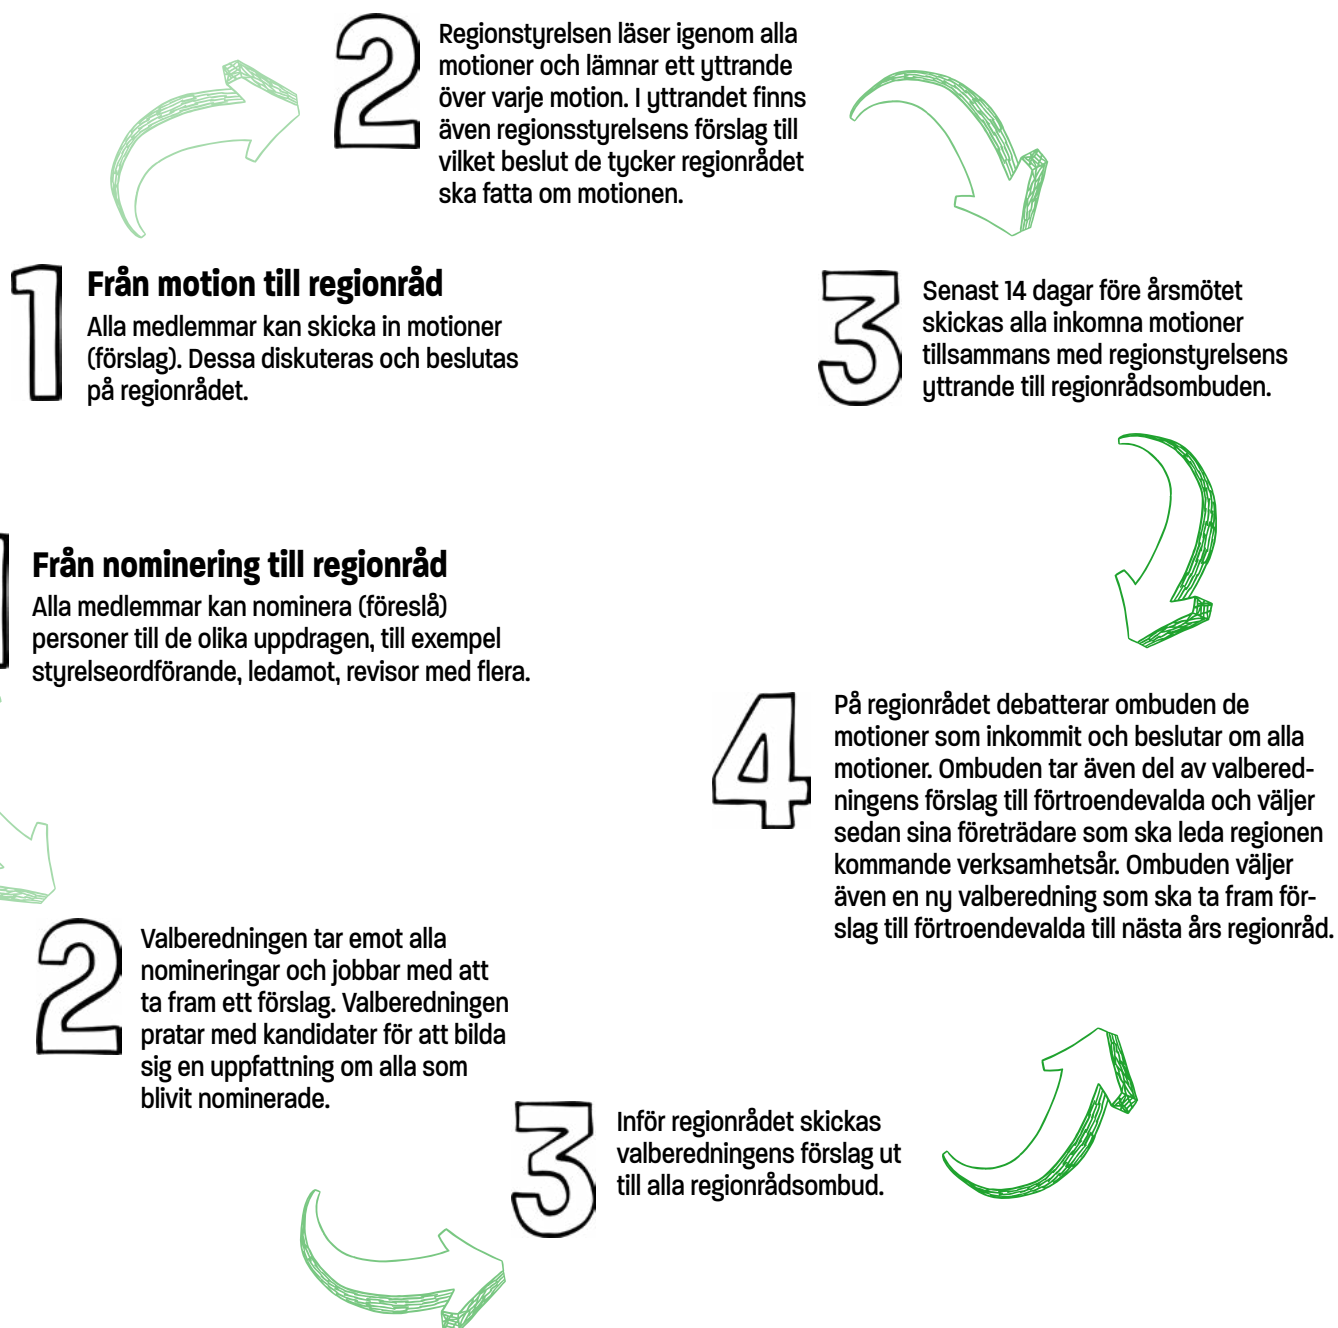 1
Från motion till regionråd
Alla medlemmar kan skicka in motioner
(förslag). Dessa diskuteras och beslutas
på regionrådet.
2
Regionstyrelsen läser igenom alla
motioner och lämnar ett yttrande
över varje motion. I yttrandet finns
även regionsstyrelsens förslag till
vilket beslut de tycker regionrådet
ska fatta om motionen.
3
Senast 14 dagar före årsmötet
skickas alla inkomna motioner
tillsammans med regionstyrelsens
yttrande till regionrådsombuden.
Från nominering till regionråd
Alla medlemmar kan nominera (föreslå)
personer till de olika uppdragen, till exempel
styrelseordförande, ledamot, revisor med flera.
2
Valberedningen tar emot alla
nomineringar och jobbar med att
ta fram ett förslag. Valberedningen
pratar med kandidater för att bilda
sig en uppfattning om alla som
blivit nominerade.
3
Inför regionrådet skickas
valberedningens förslag ut
till alla regionrådsombud.
4
På regionrådet debatterar ombuden de
motioner som inkommit och beslutar om alla
motioner. Ombuden tar även del av valbered-
ningens förslag till förtroendevalda och väljer
sedan sina företrädare som ska leda regionen
kommande verksamhetsår. Ombuden väljer
även en ny valberedning som ska ta fram för-
slag till förtroendevalda till nästa års regionråd.